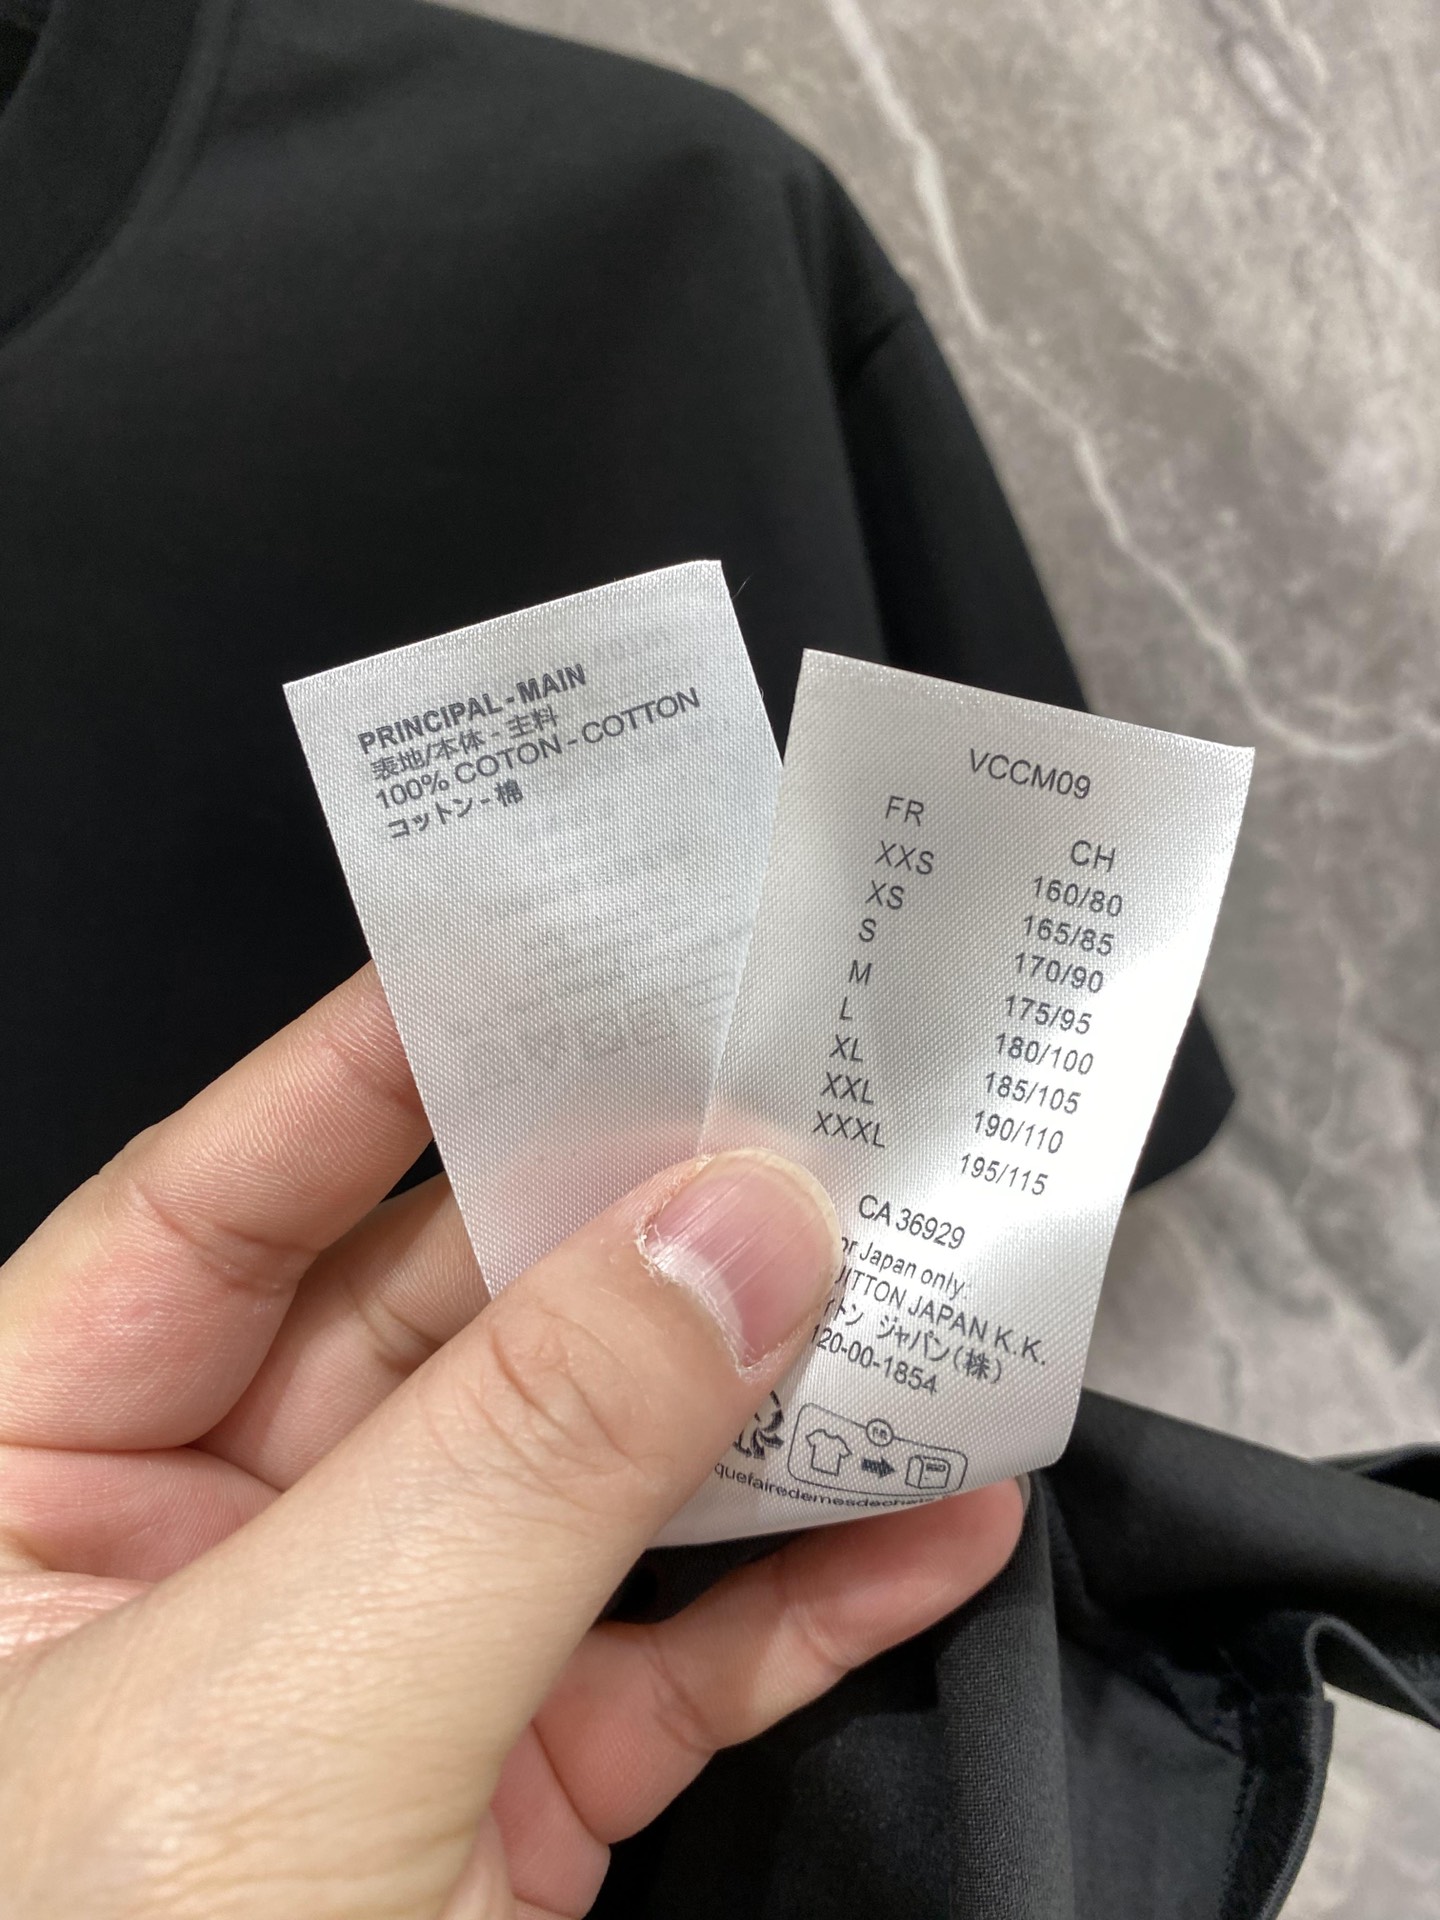 PRINCIPAL - MAIN
表地/本体 - 主料
100% COTON - COTTON
コットン - 棉
VCCM09
FR CH
XXS 160/80
XS 165/85
S 170/90
M 175/95
L 180/100
XL 185/105
XXL 190/110
XXXL 195/115
CA 36929
or Japan only:
UITTON JAPAN K.K.
イトン ジャパン(株)
120-00-1854
quefairedemesdechets